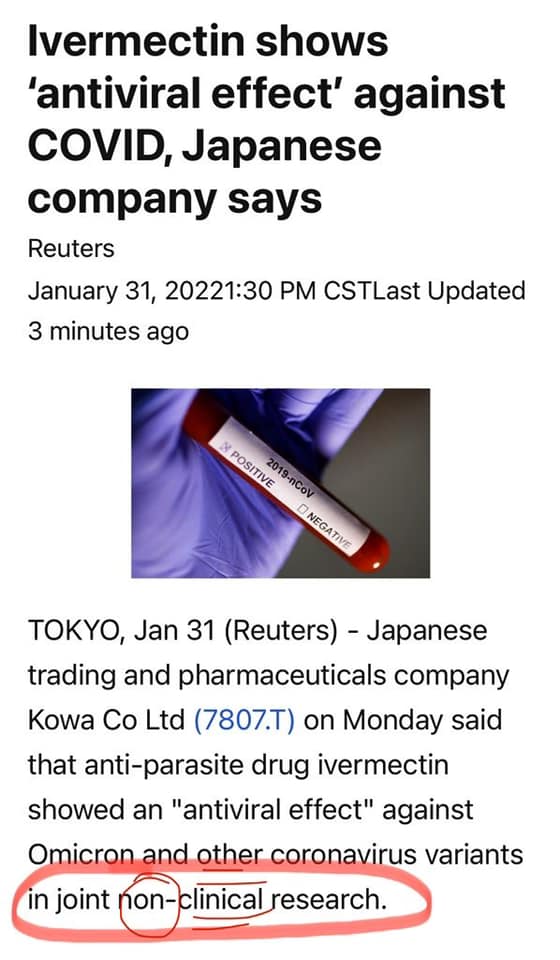 Ivermectin shows
‘antiviral effect’ against
COVID, Japanese
company says
Reuters
January 31, 20221:30 PM CSTLast Updated
3 minutes ago
2019-nCoV
POSITIVE
NEGATIVE
TOKYO, Jan 31 (Reuters) - Japanese
trading and pharmaceuticals company
Kowa Co Ltd (7807.T) on Monday said
that anti-parasite drug ivermectin
showed an "antiviral effect" against
Omicron and other coronavirus variants
in joint non-clinical research.